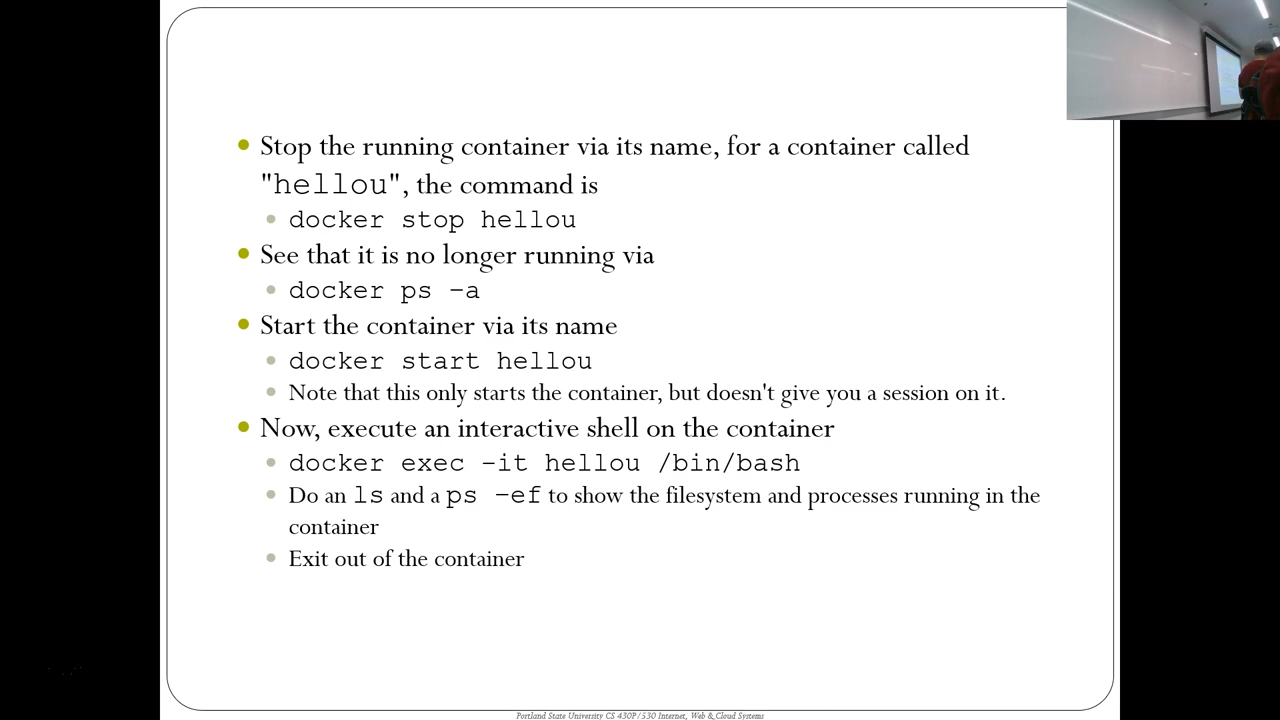 Stop the running container via its name, for a container called
"hellou", the command is
docker stop hellou
See that it is no longer running via
docker ps -a
Start the container via its name
docker start hellou
Note that this only starts the container, but doesn't give you a session on it.
Now, execute an interactive shell on the container
docker exec -it hellou /bin/bash
Do an ls and a ps -ef to show the filesystem and processes running in the
container
Exit out of the container
Portland State University CS 430P/530 Internet, Web & Cloud Systems